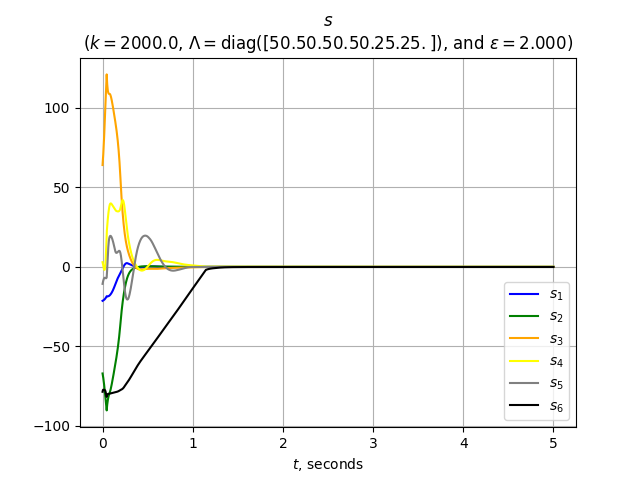 s
(k = 2000.0, Λ = diag([50.50.50.50.25.25. ]), and ε = 2.000)
100
50
0
−50
−100
0 1 2 3 4 5
t, seconds
s₁
s₂
s₃
s₄
s₅
s₆